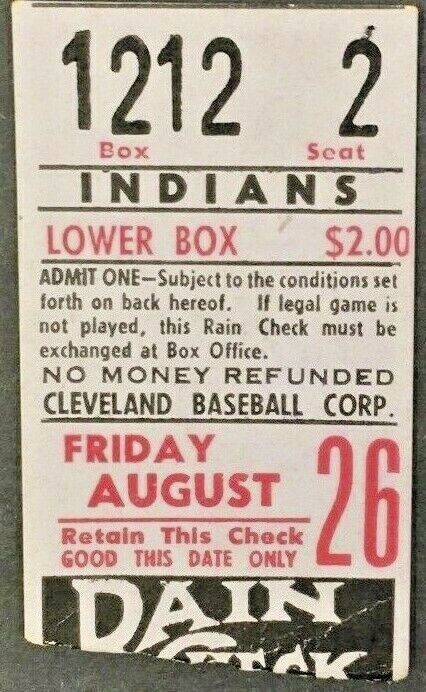 1212 2
Box Seat
INDIANS
LOWER BOX $2.00
ADMIT ONE—Subject to the conditions set
forth on back hereof. If legal game is
not played, this Rain Check must be
exchanged at Box Office.
NO MONEY REFUNDED
CLEVELAND BASEBALL CORP.
FRIDAY
AUGUST 26
Retain This Check
GOOD THIS DATE ONLY
RAIN
CHECK